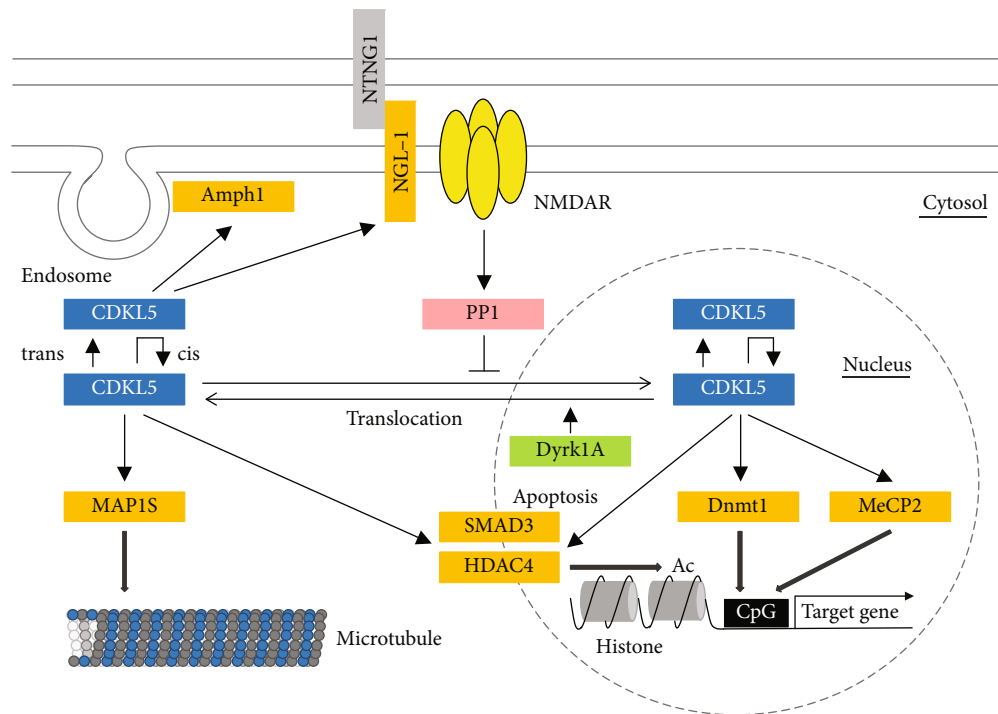 NTNG1
NGL-1
Amph1
NMDAR
Cytosol
Endosome
CDKL5
PP1
CDKL5
trans
cis
Nucleus
CDKL5
CDKL5
Translocation
Dyrk1A
MAP1S
Apoptosis
Dnmt1
MeCP2
SMAD3
HDAC4
Ac
CpG
Target gene
Microtubule
Histone